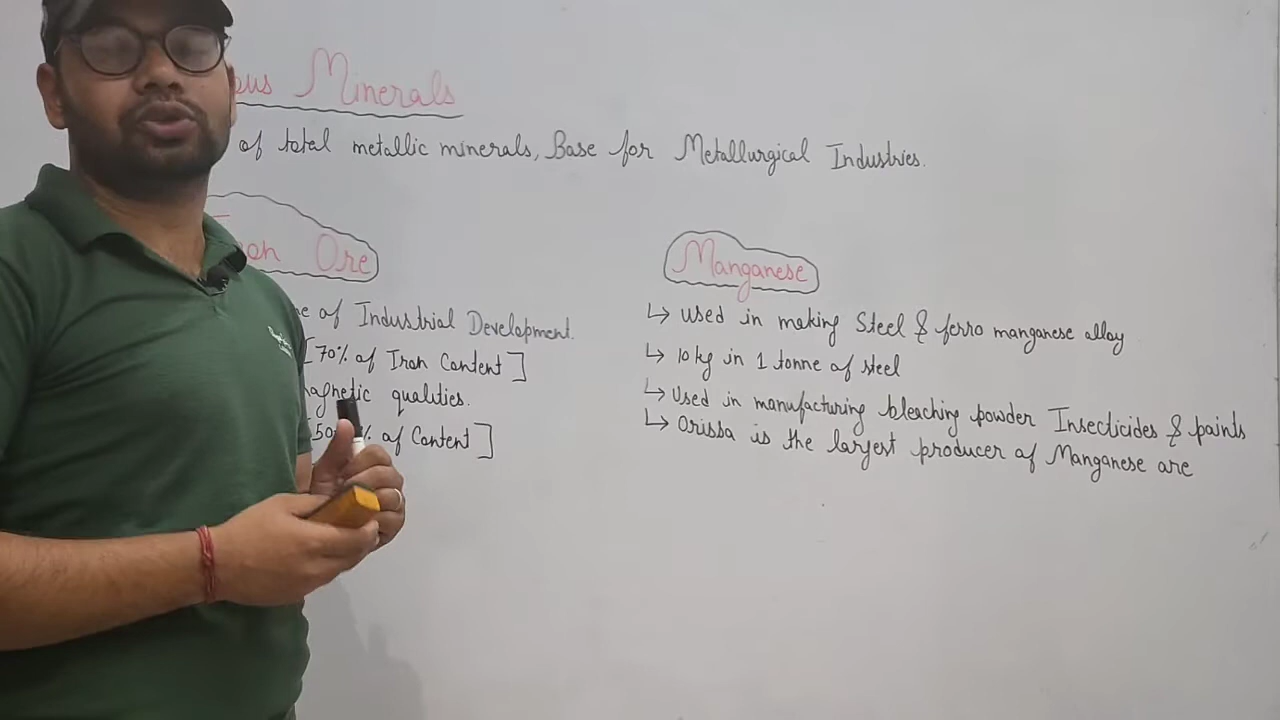 Minerals
of total metallic minerals, Base for Metallurgical Industries.
Ore
of Industrial Development.
[70% of Iron Content]
qualities.
% of Content]
Manganese
↳ used in making Steel & ferro manganese alloy
↳ 10 kg in 1 tonne of steel
↳ Used in manufacturing bleaching powder Insecticides & paints
↳ Orissa is the largest producer of Manganese are